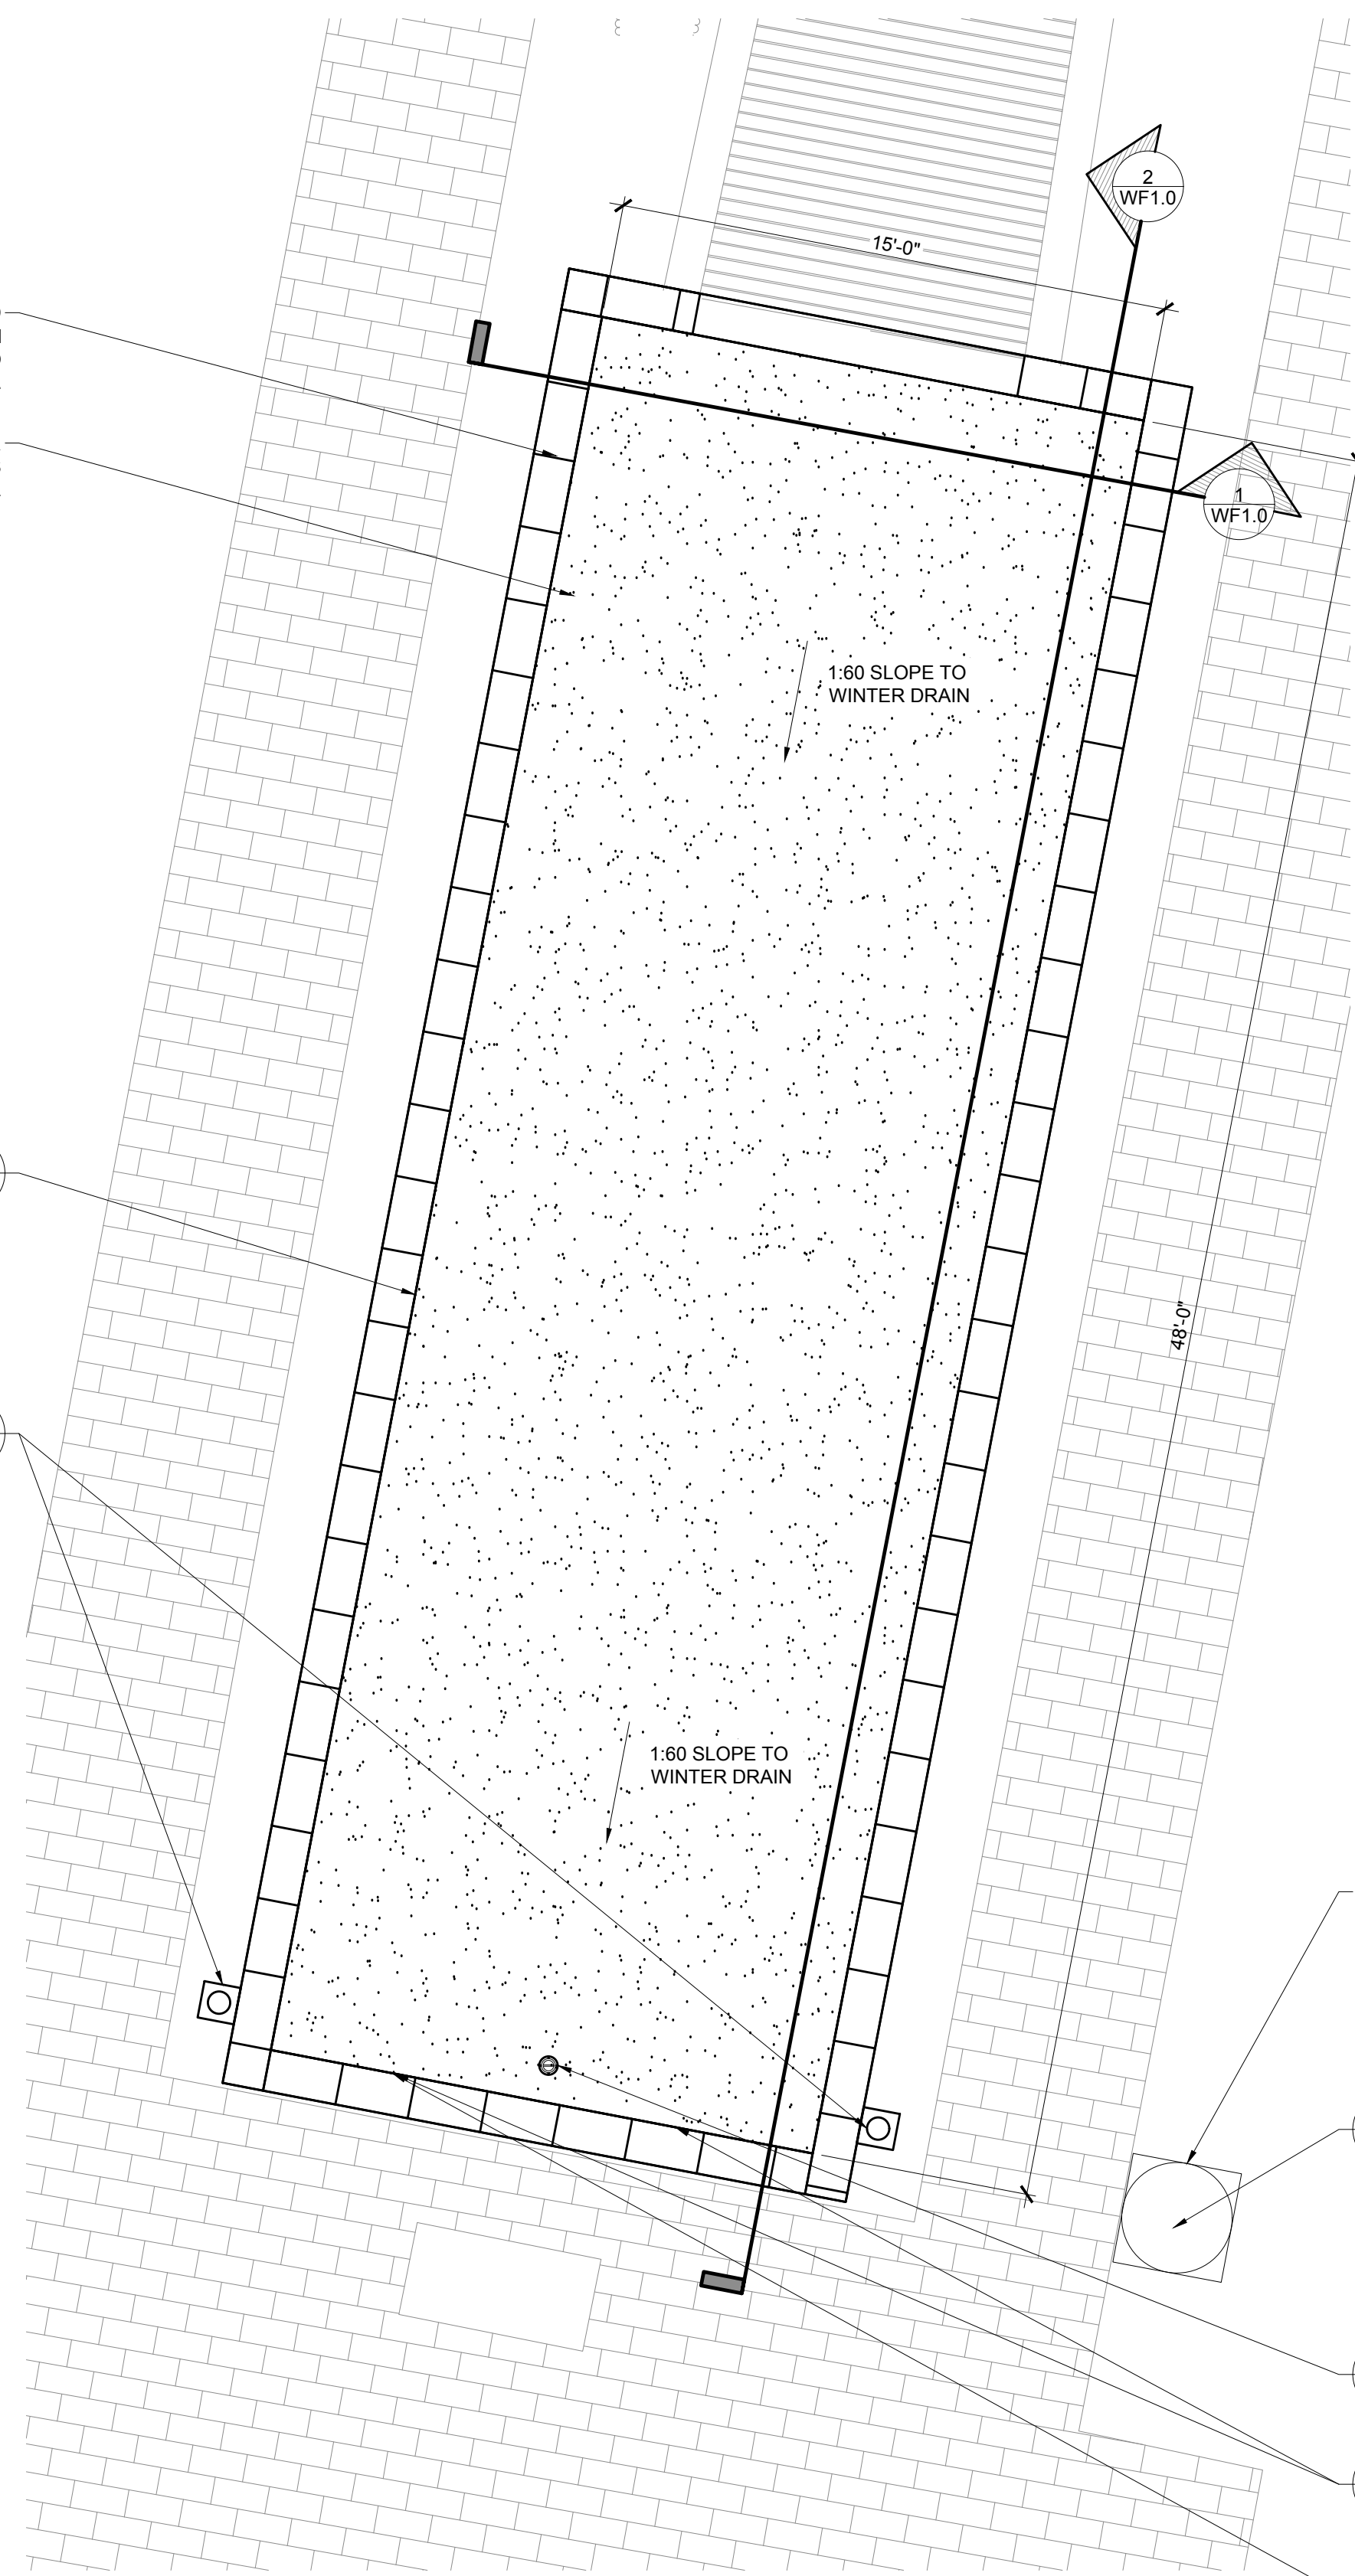 2
WF1.0
15'-0"
1
WF1.0
1:60 SLOPE TO
WINTER DRAIN
48'-0"
1:60 SLOPE TO
WINTER DRAIN